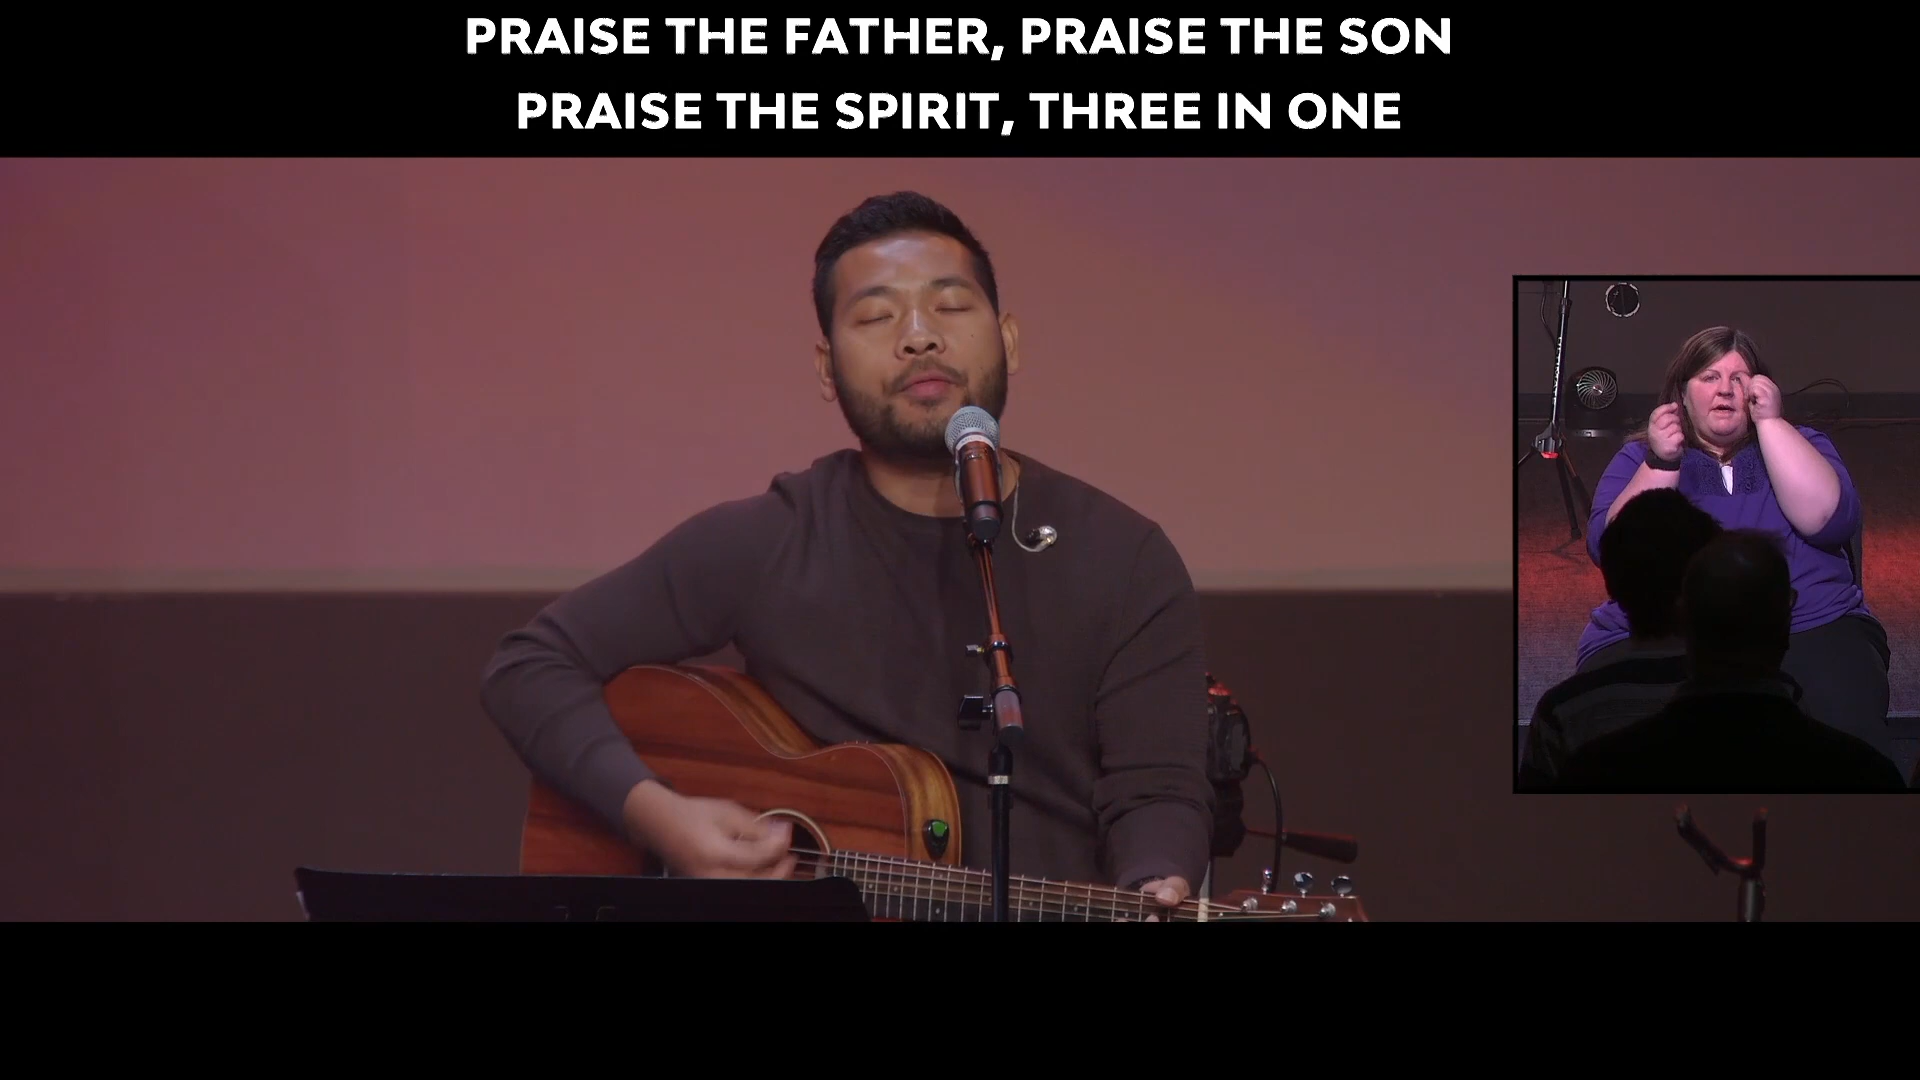 PRAISE THE FATHER, PRAISE THE SON
PRAISE THE SPIRIT, THREE IN ONE